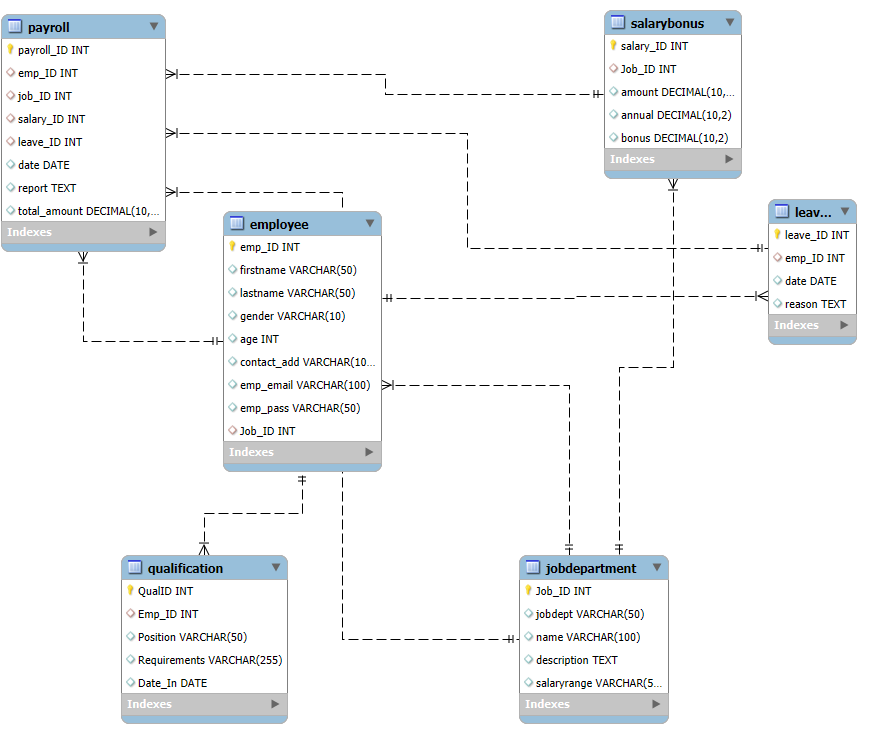 payroll
payroll_ID INT
emp_ID INT
job_ID INT
salary_ID INT
leave_ID INT
date DATE
report TEXT
total_amount DECIMAL(10,...
Indexes
salarybonus
salary_ID INT
Job_ID INT
amount DECIMAL(10,...
annual DECIMAL(10,2)
bonus DECIMAL(10,2)
Indexes
leav...
leave_ID INT
emp_ID INT
date DATE
reason TEXT
Indexes
employee
emp_ID INT
firstname VARCHAR(50)
lastname VARCHAR(50)
gender VARCHAR(10)
age INT
contact_add VARCHAR(10...
emp_email VARCHAR(100)
emp_pass VARCHAR(50)
Job_ID INT
Indexes
qualification
QualID INT
Emp_ID INT
Position VARCHAR(50)
Requirements VARCHAR(255)
Date_In DATE
Indexes
jobdepartment
Job_ID INT
jobdept VARCHAR(50)
name VARCHAR(100)
description TEXT
salaryrange VARCHAR(5...
Indexes